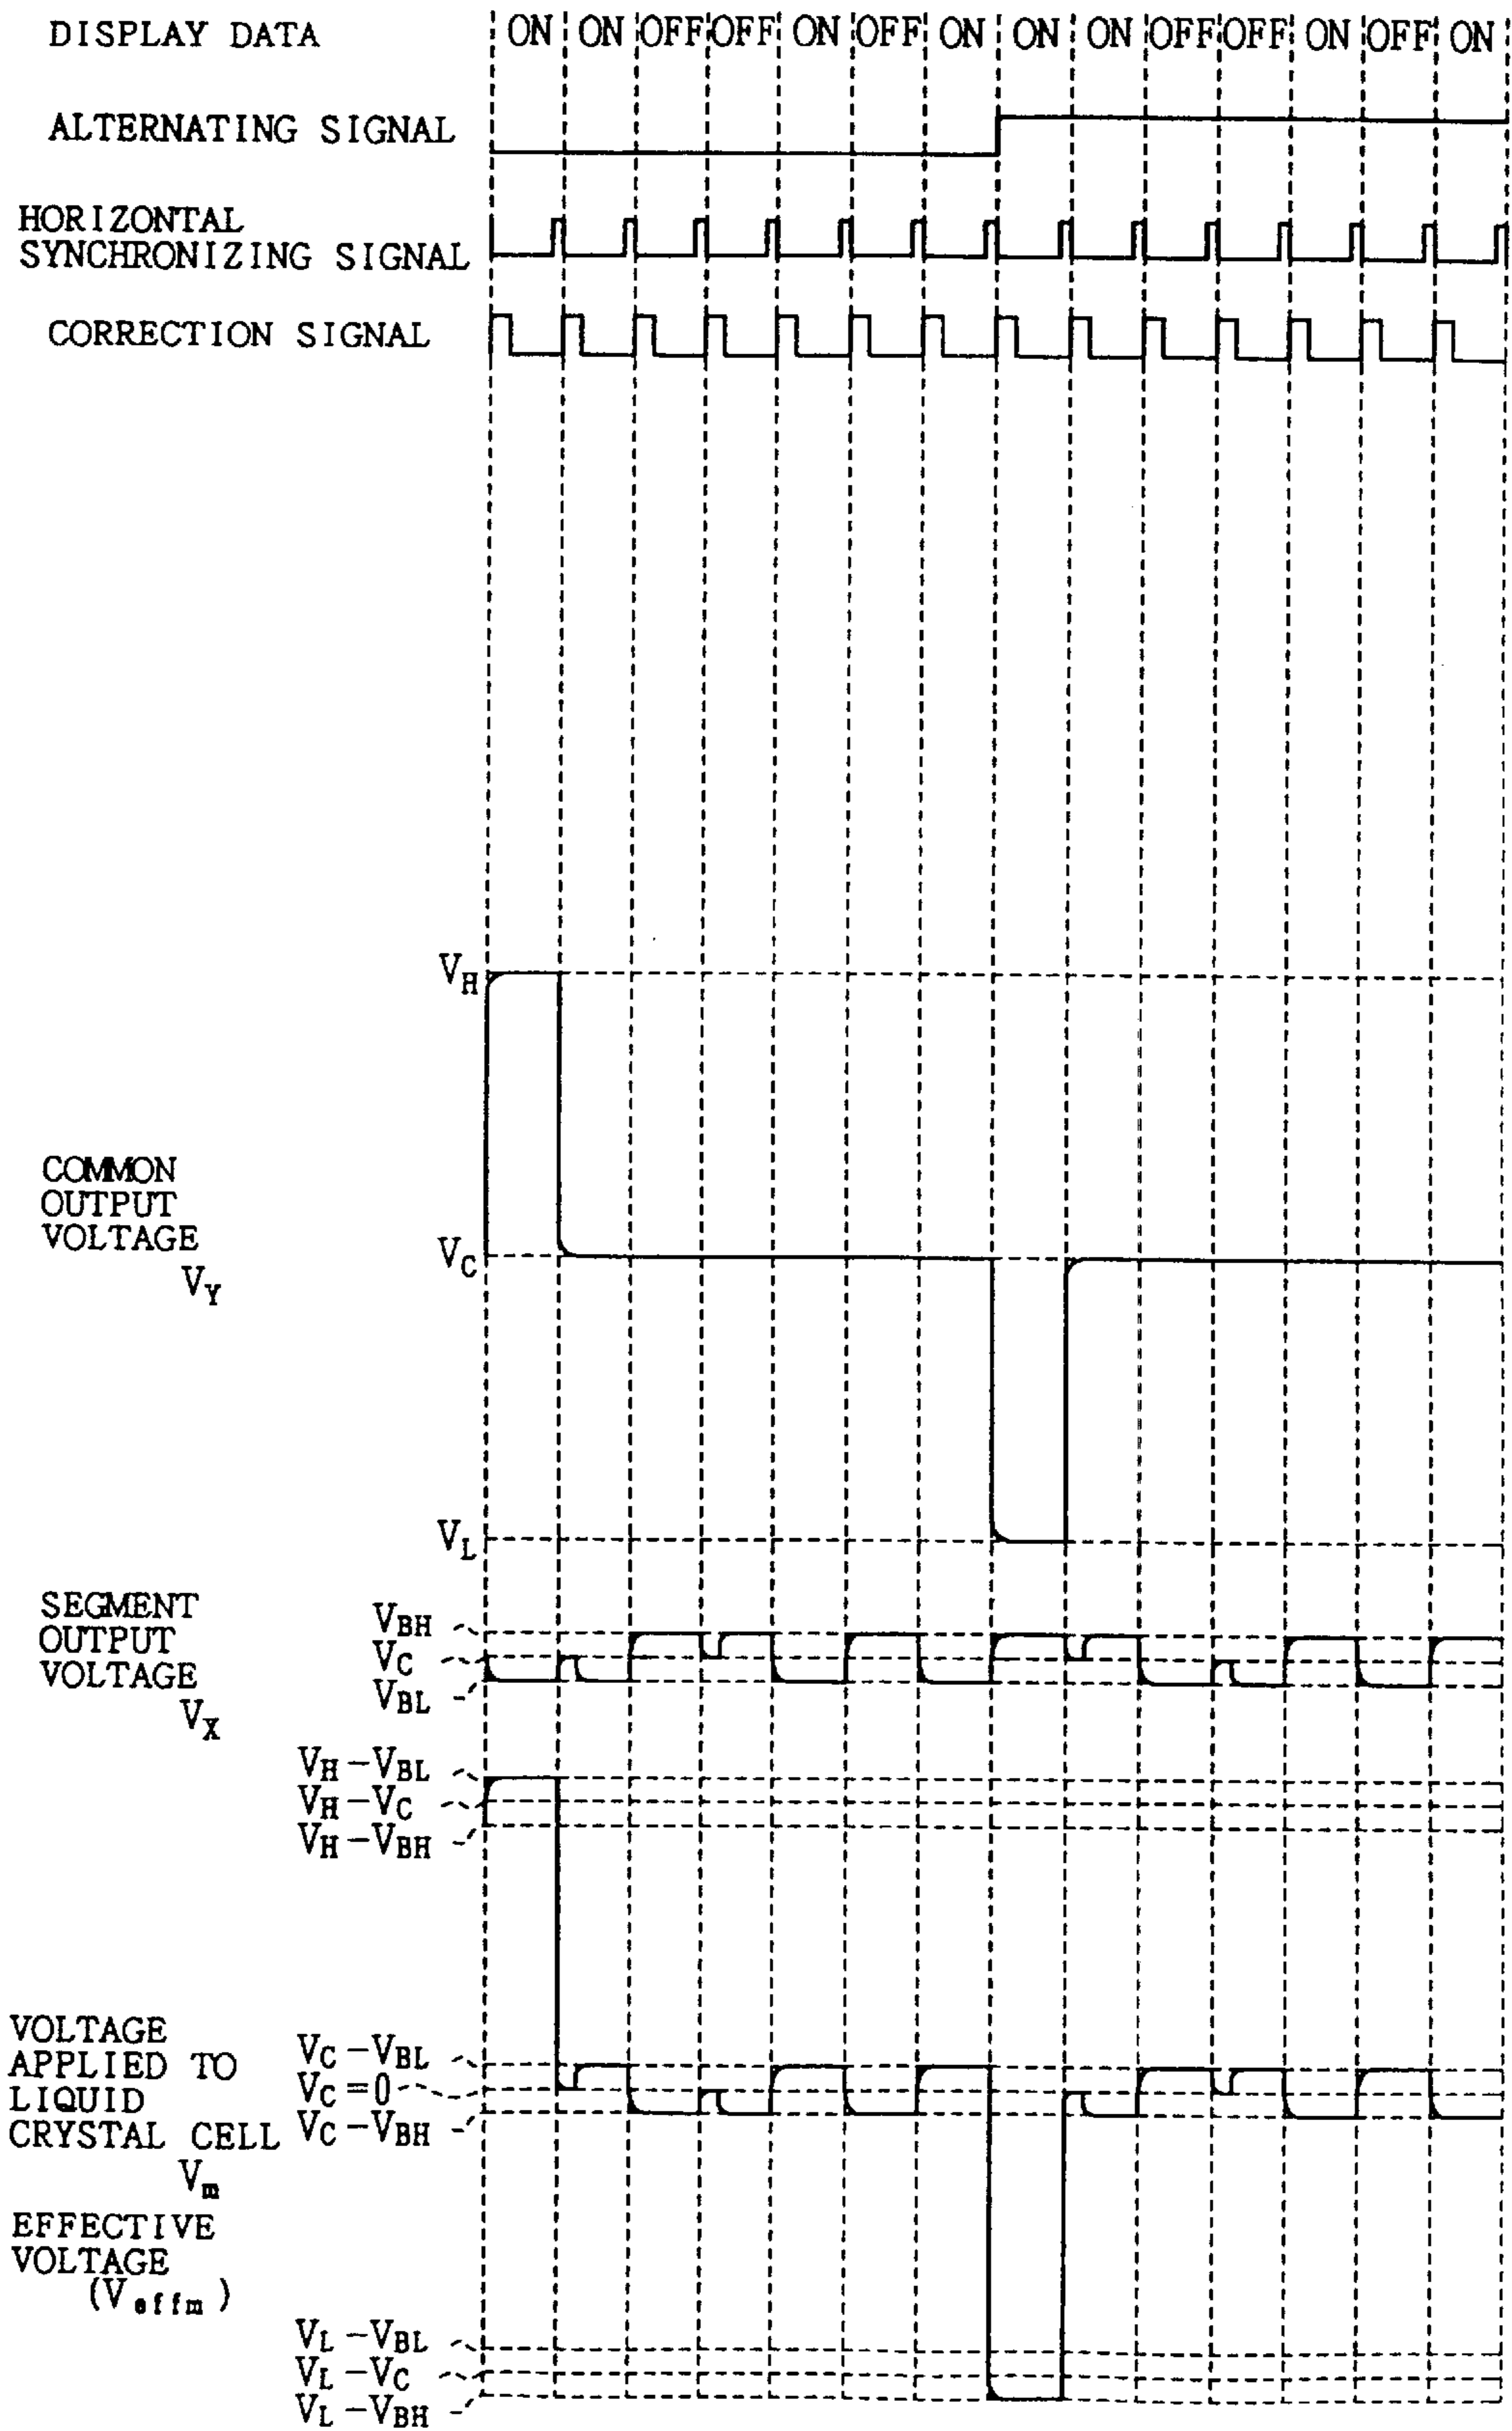 DISPLAY DATA
ON ON OFF OFF ON OFF ON ON ON OFF OFF ON OFF ON
ALTERNATING SIGNAL
HORIZONTAL
SYNCHRONIZING SIGNAL
CORRECTION SIGNAL
VH
COMMON
OUTPUT
VOLTAGE
VY
VC
VL
SEGMENT
OUTPUT
VOLTAGE
VX
VBH
VC
VBL
VH-VBL
VH-VC
VH-VBH
VOLTAGE
APPLIED TO
LIQUID
CRYSTAL CELL
Vm
VC-VBL
VC=0
VC-VBH
EFFECTIVE
VOLTAGE
(Veffm)
VL-VBL
VL-VC
VL-VBH